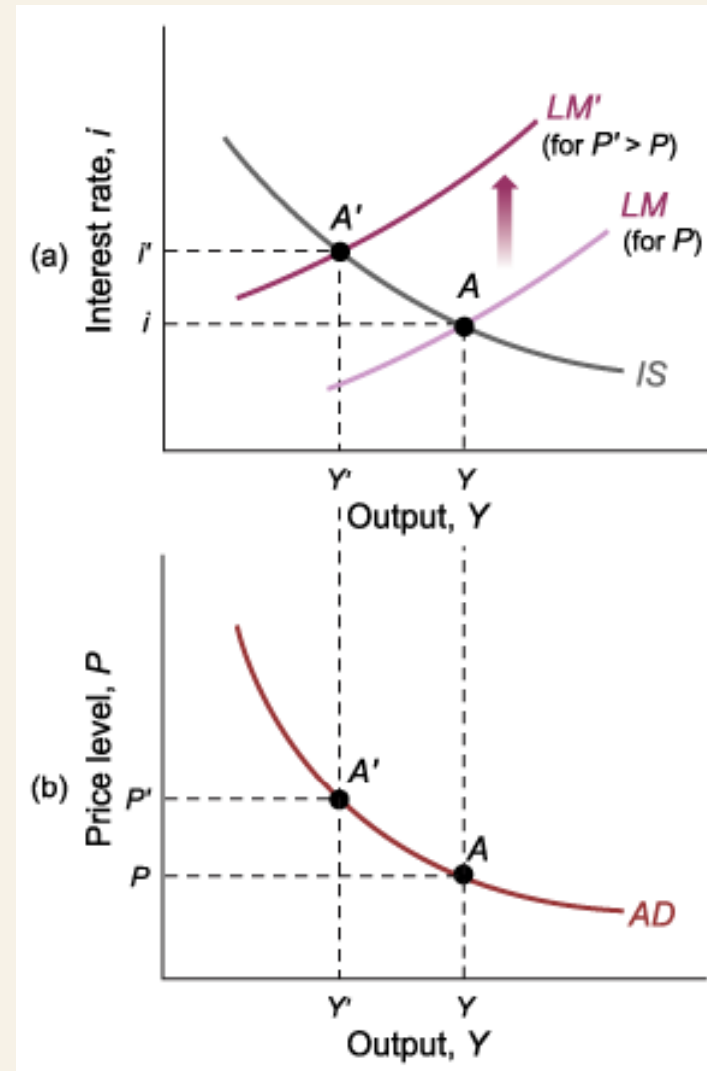 LM'
(for P' > P)
LM
(for P)
A'
A
(a)
Interest rate, i
i'
i
IS
Y'
Y
Output, Y
(b)
Price level, P
A'
P'
A
P
AD
Y'
Y
Output, Y